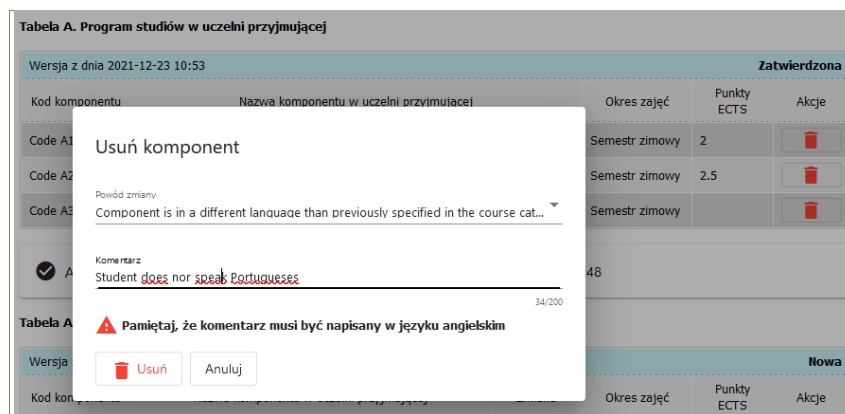 Tabela A. Program studiów w uczelni przyjmującej
Wersja z dnia 2021-12-23 10:53 Zatwierdzona
Kod komponentu Nazwa komponentu w uczelni przyjmującej Okres zajęć Punkty ECTS Akcje
Code A1 Semestr zimowy 2
Code A2 Semestr zimowy 2.5
Code A3 Semestr zimowy
Usuń komponent
Powód zmiany
Component is in a different language than previously specified in the course cat...
Komentarz
Student does nor speak Portugueses
34/200
Pamiętaj, że komentarz musi być napisany w języku angielskim
Usuń Anuluj
A 48
Tabela A
Wersja Nowa
Okres zajęć Punkty ECTS Akcje